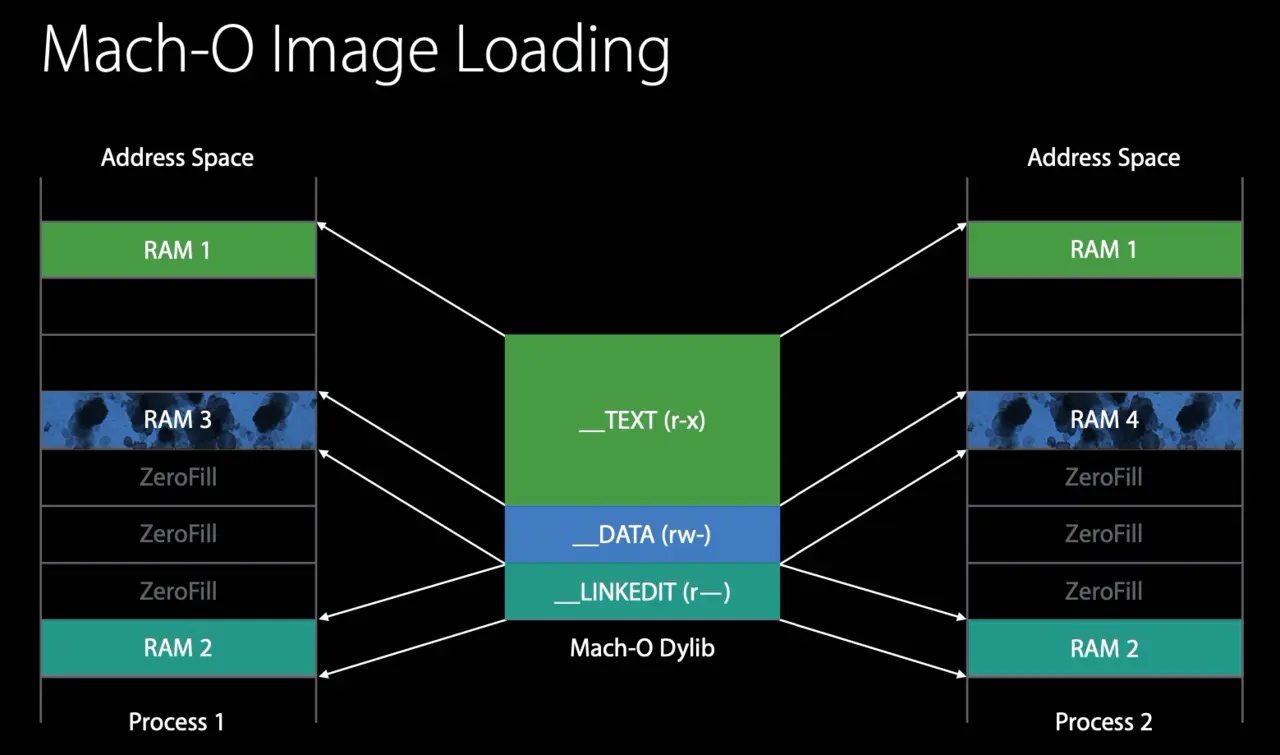 Mach-O Image Loading
Address Space
RAM 1
RAM 3
ZeroFill
ZeroFill
ZeroFill
RAM 2
Process 1
__TEXT (r-x)
__DATA (rw-)
__LINKEDIT (r—)
Mach-O Dylib
Address Space
RAM 1
RAM 4
ZeroFill
ZeroFill
ZeroFill
RAM 2
Process 2